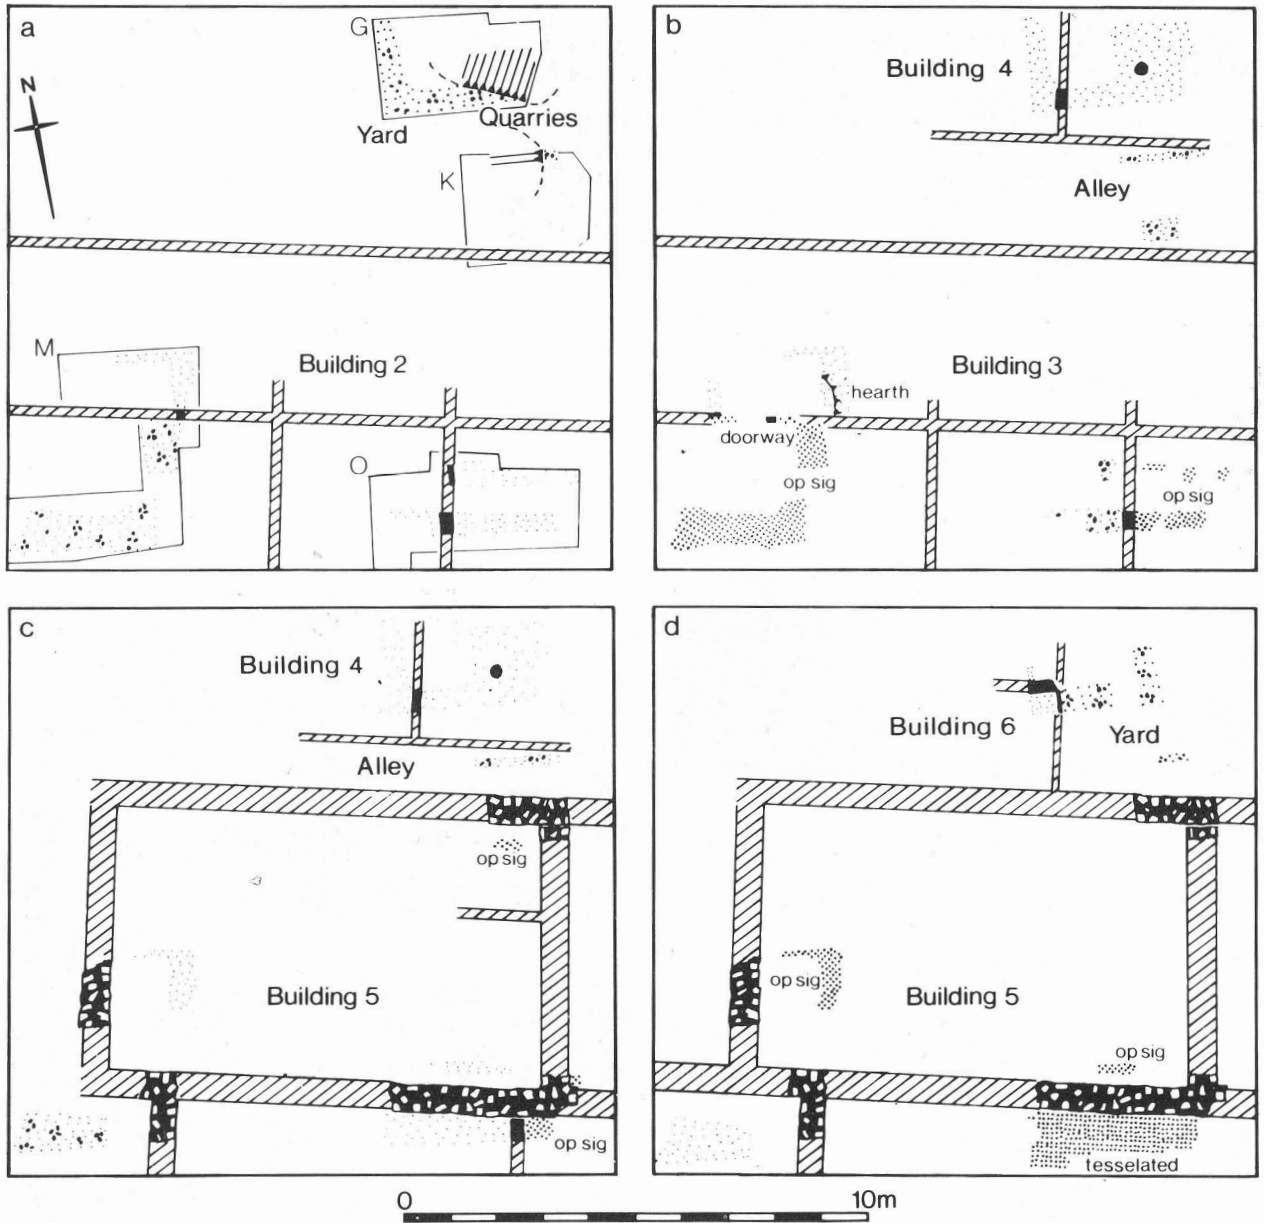 a
G
N
Yard
Quarries
K
M
Building 2
O
b
Building 4
Alley
Building 3
hearth
doorway
op sig
op sig
c
Building 4
Alley
op sig
Building 5
op sig
d
Building 6
Yard
op sig
Building 5
op sig
tesselated
0
10m